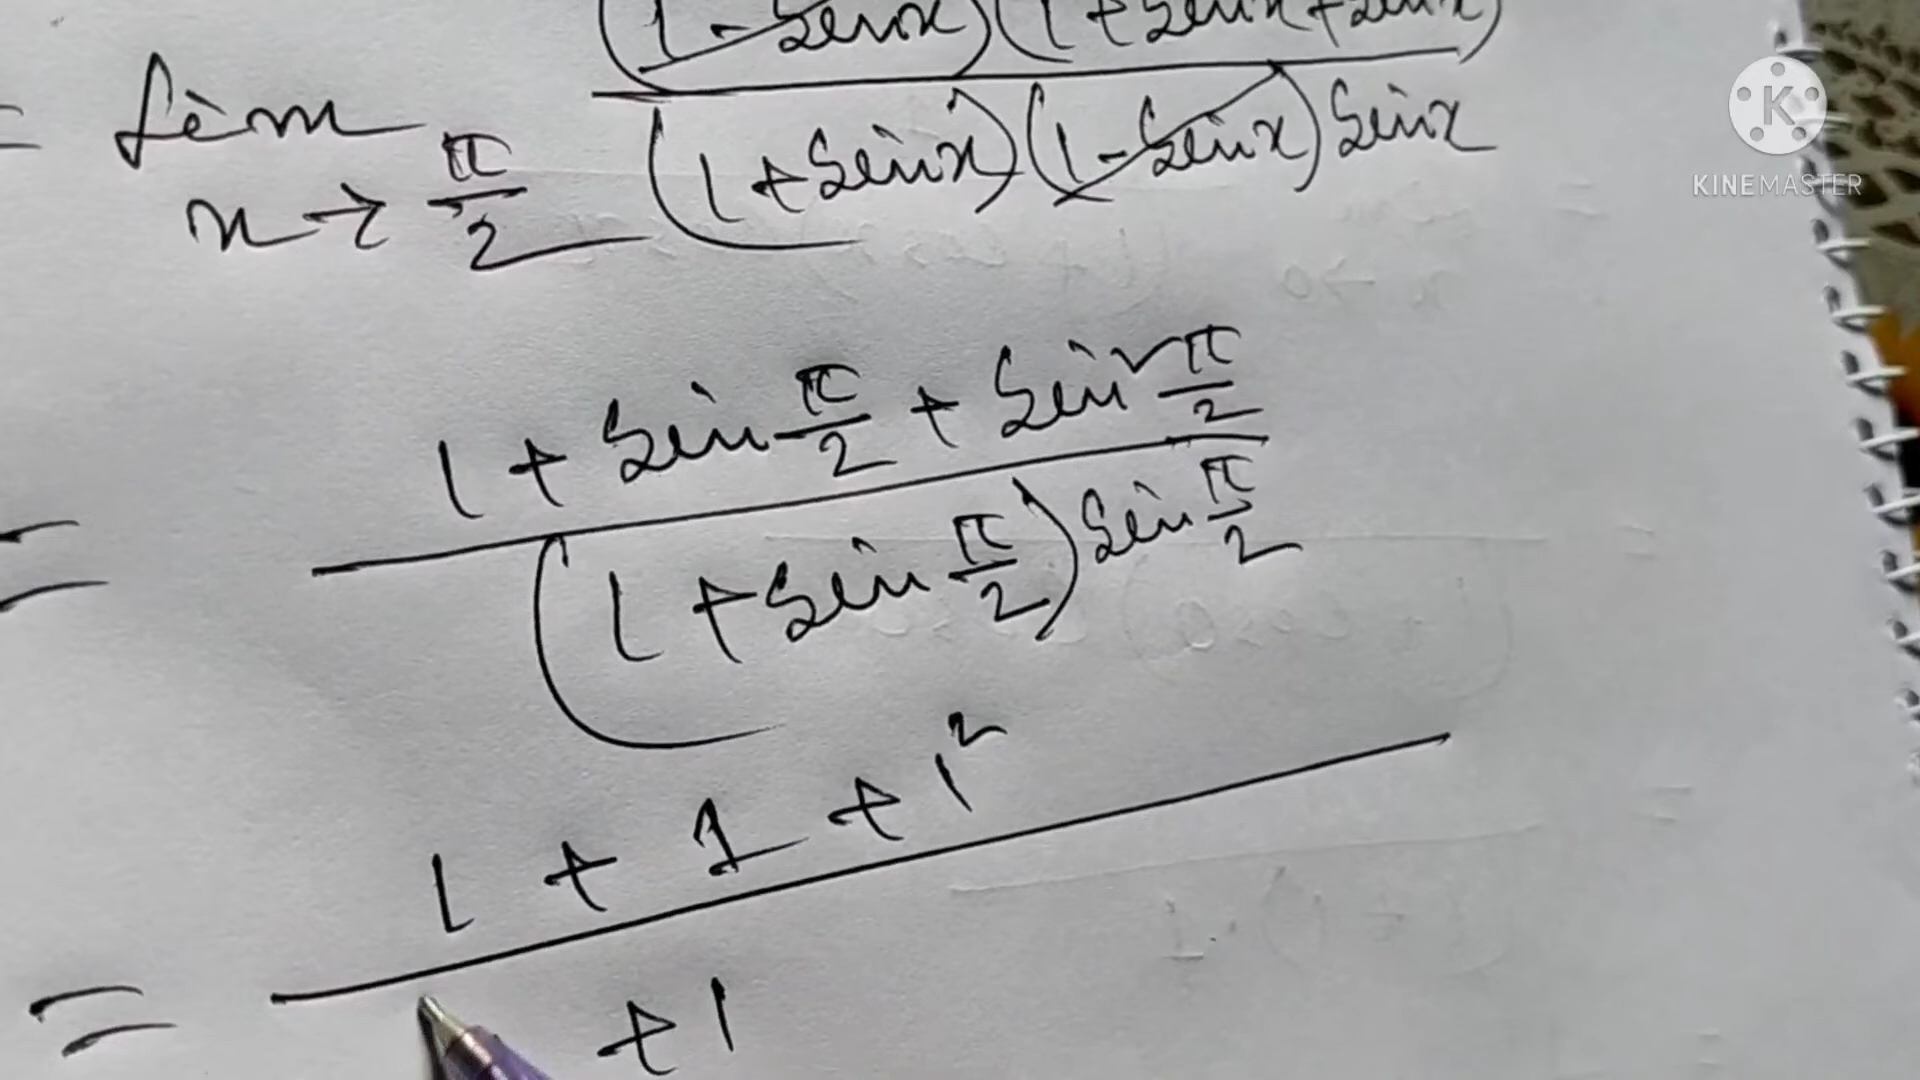 (1-Sinx)(1+Sinx+Sin²x)
= Lim x→π/2
(1+Sinx)(1-Sinx)Sinx
KINEMASTER
1+Sin π/2 + Sin² π/2
=
(1+Sin π/2) Sin π/2
1 + 1 + 1²
=
+1